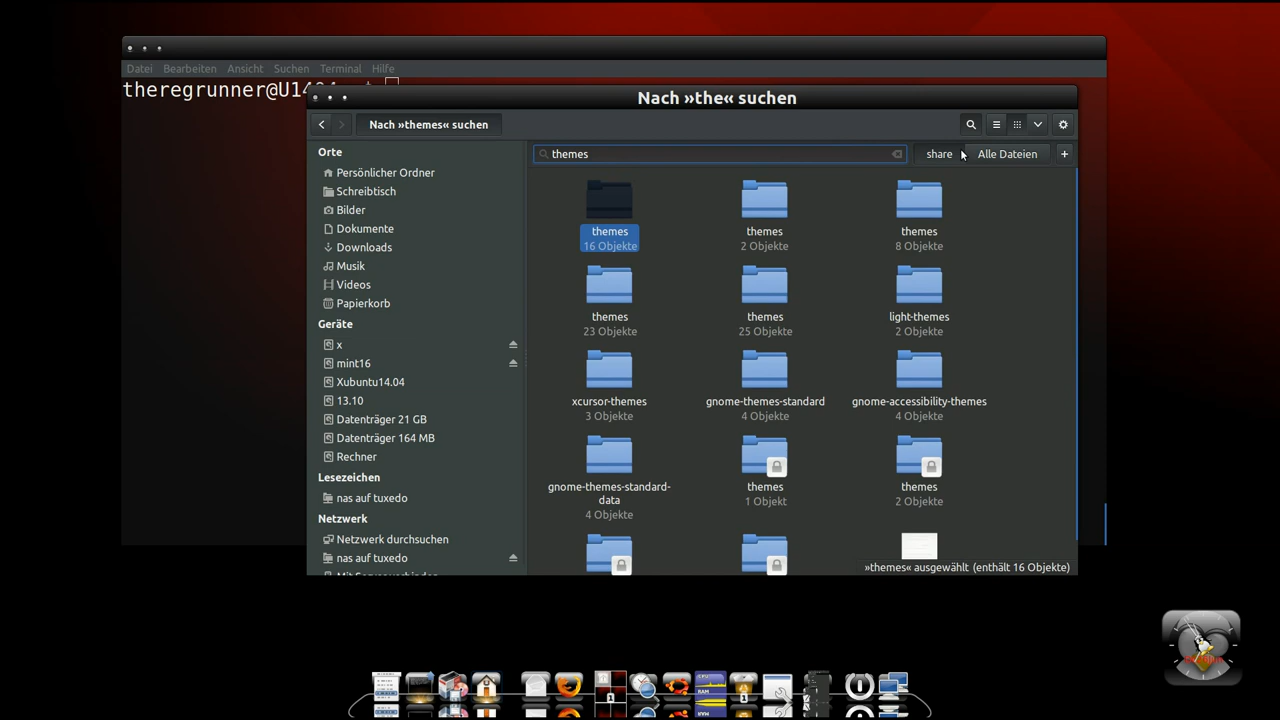 Datei Bearbeiten Ansicht Suchen Terminal Hilfe
theregrunner@U14
Nach »the« suchen
Nach »themes« suchen
themes
share
Alle Dateien
+
Orte
Persönlicher Ordner
Schreibtisch
Bilder
Dokumente
Downloads
Musik
Videos
Papierkorb
Geräte
x
mint16
Xubuntu14.04
13.10
Datenträger 21 GB
Datenträger 164 MB
Rechner
Lesezeichen
nas auf tuxedo
Netzwerk
Netzwerk durchsuchen
nas auf tuxedo
themes
16 Objekte
themes
2 Objekte
themes
8 Objekte
themes
23 Objekte
themes
25 Objekte
light-themes
2 Objekte
xcursor-themes
3 Objekte
gnome-themes-standard
4 Objekte
gnome-accessibility-themes
4 Objekte
gnome-themes-standard-
data
4 Objekte
themes
1 Objekt
themes
2 Objekte
»themes« ausgewählt (enthält 16 Objekte)
RAM